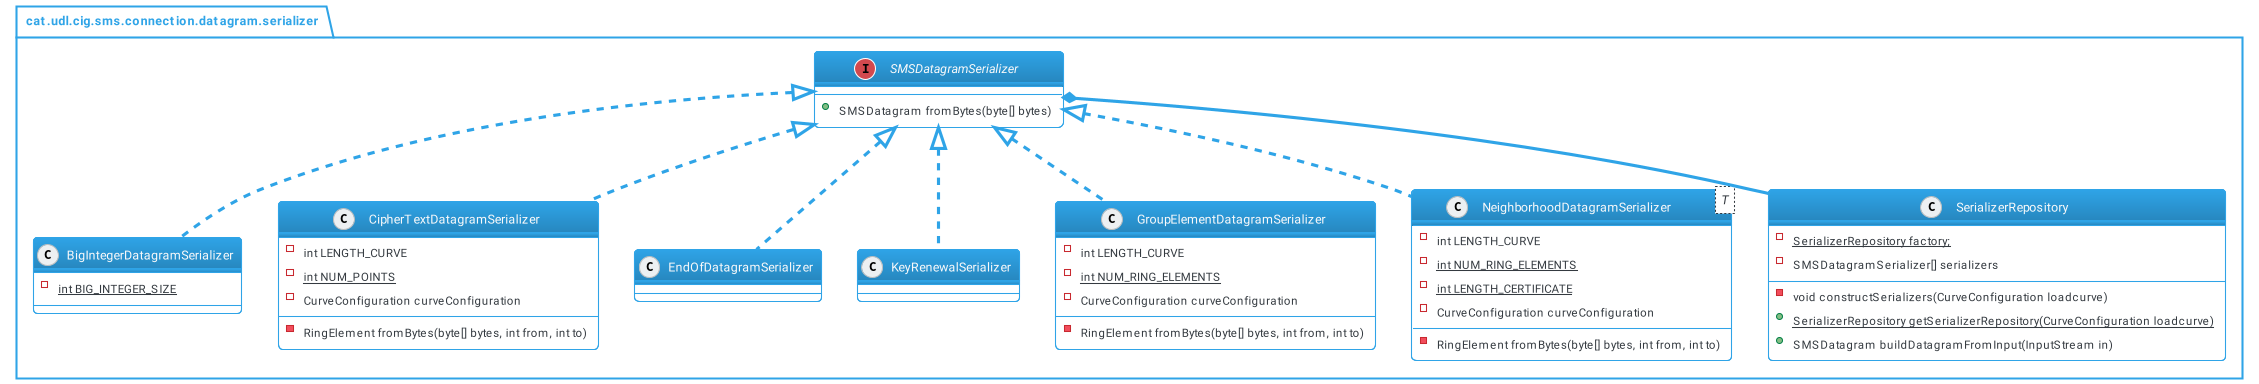 cat.udl.cig.sms.connection.datagram.serializer
I SMSDatagramSerializer
SMSDatagram fromBytes(byte[] bytes)
C BigIntegerDatagramSerializer
int BIG_INTEGER_SIZE
C CipherTextDatagramSerializer
int LENGTH_CURVE
int NUM_POINTS
CurveConfiguration curveConfiguration
RingElement fromBytes(byte[] bytes, int from, int to)
C EndOfDatagramSerializer
C KeyRenewalSerializer
C GroupElementDatagramSerializer
int LENGTH_CURVE
int NUM_RING_ELEMENTS
CurveConfiguration curveConfiguration
RingElement fromBytes(byte[] bytes, int from, int to)
C NeighborhoodDatagramSerializer T
int LENGTH_CURVE
int NUM_RING_ELEMENTS
int LENGTH_CERTIFICATE
CurveConfiguration curveConfiguration
RingElement fromBytes(byte[] bytes, int from, int to)
C SerializerRepository
SerializerRepository factory;
SMSDatagramSerializer[] serializers
void constructSerializers(CurveConfiguration loadcurve)
SerializerRepository getSerializerRepository(CurveConfiguration loadcurve)
SMSDatagram buildDatagramFromInput(InputStream in)